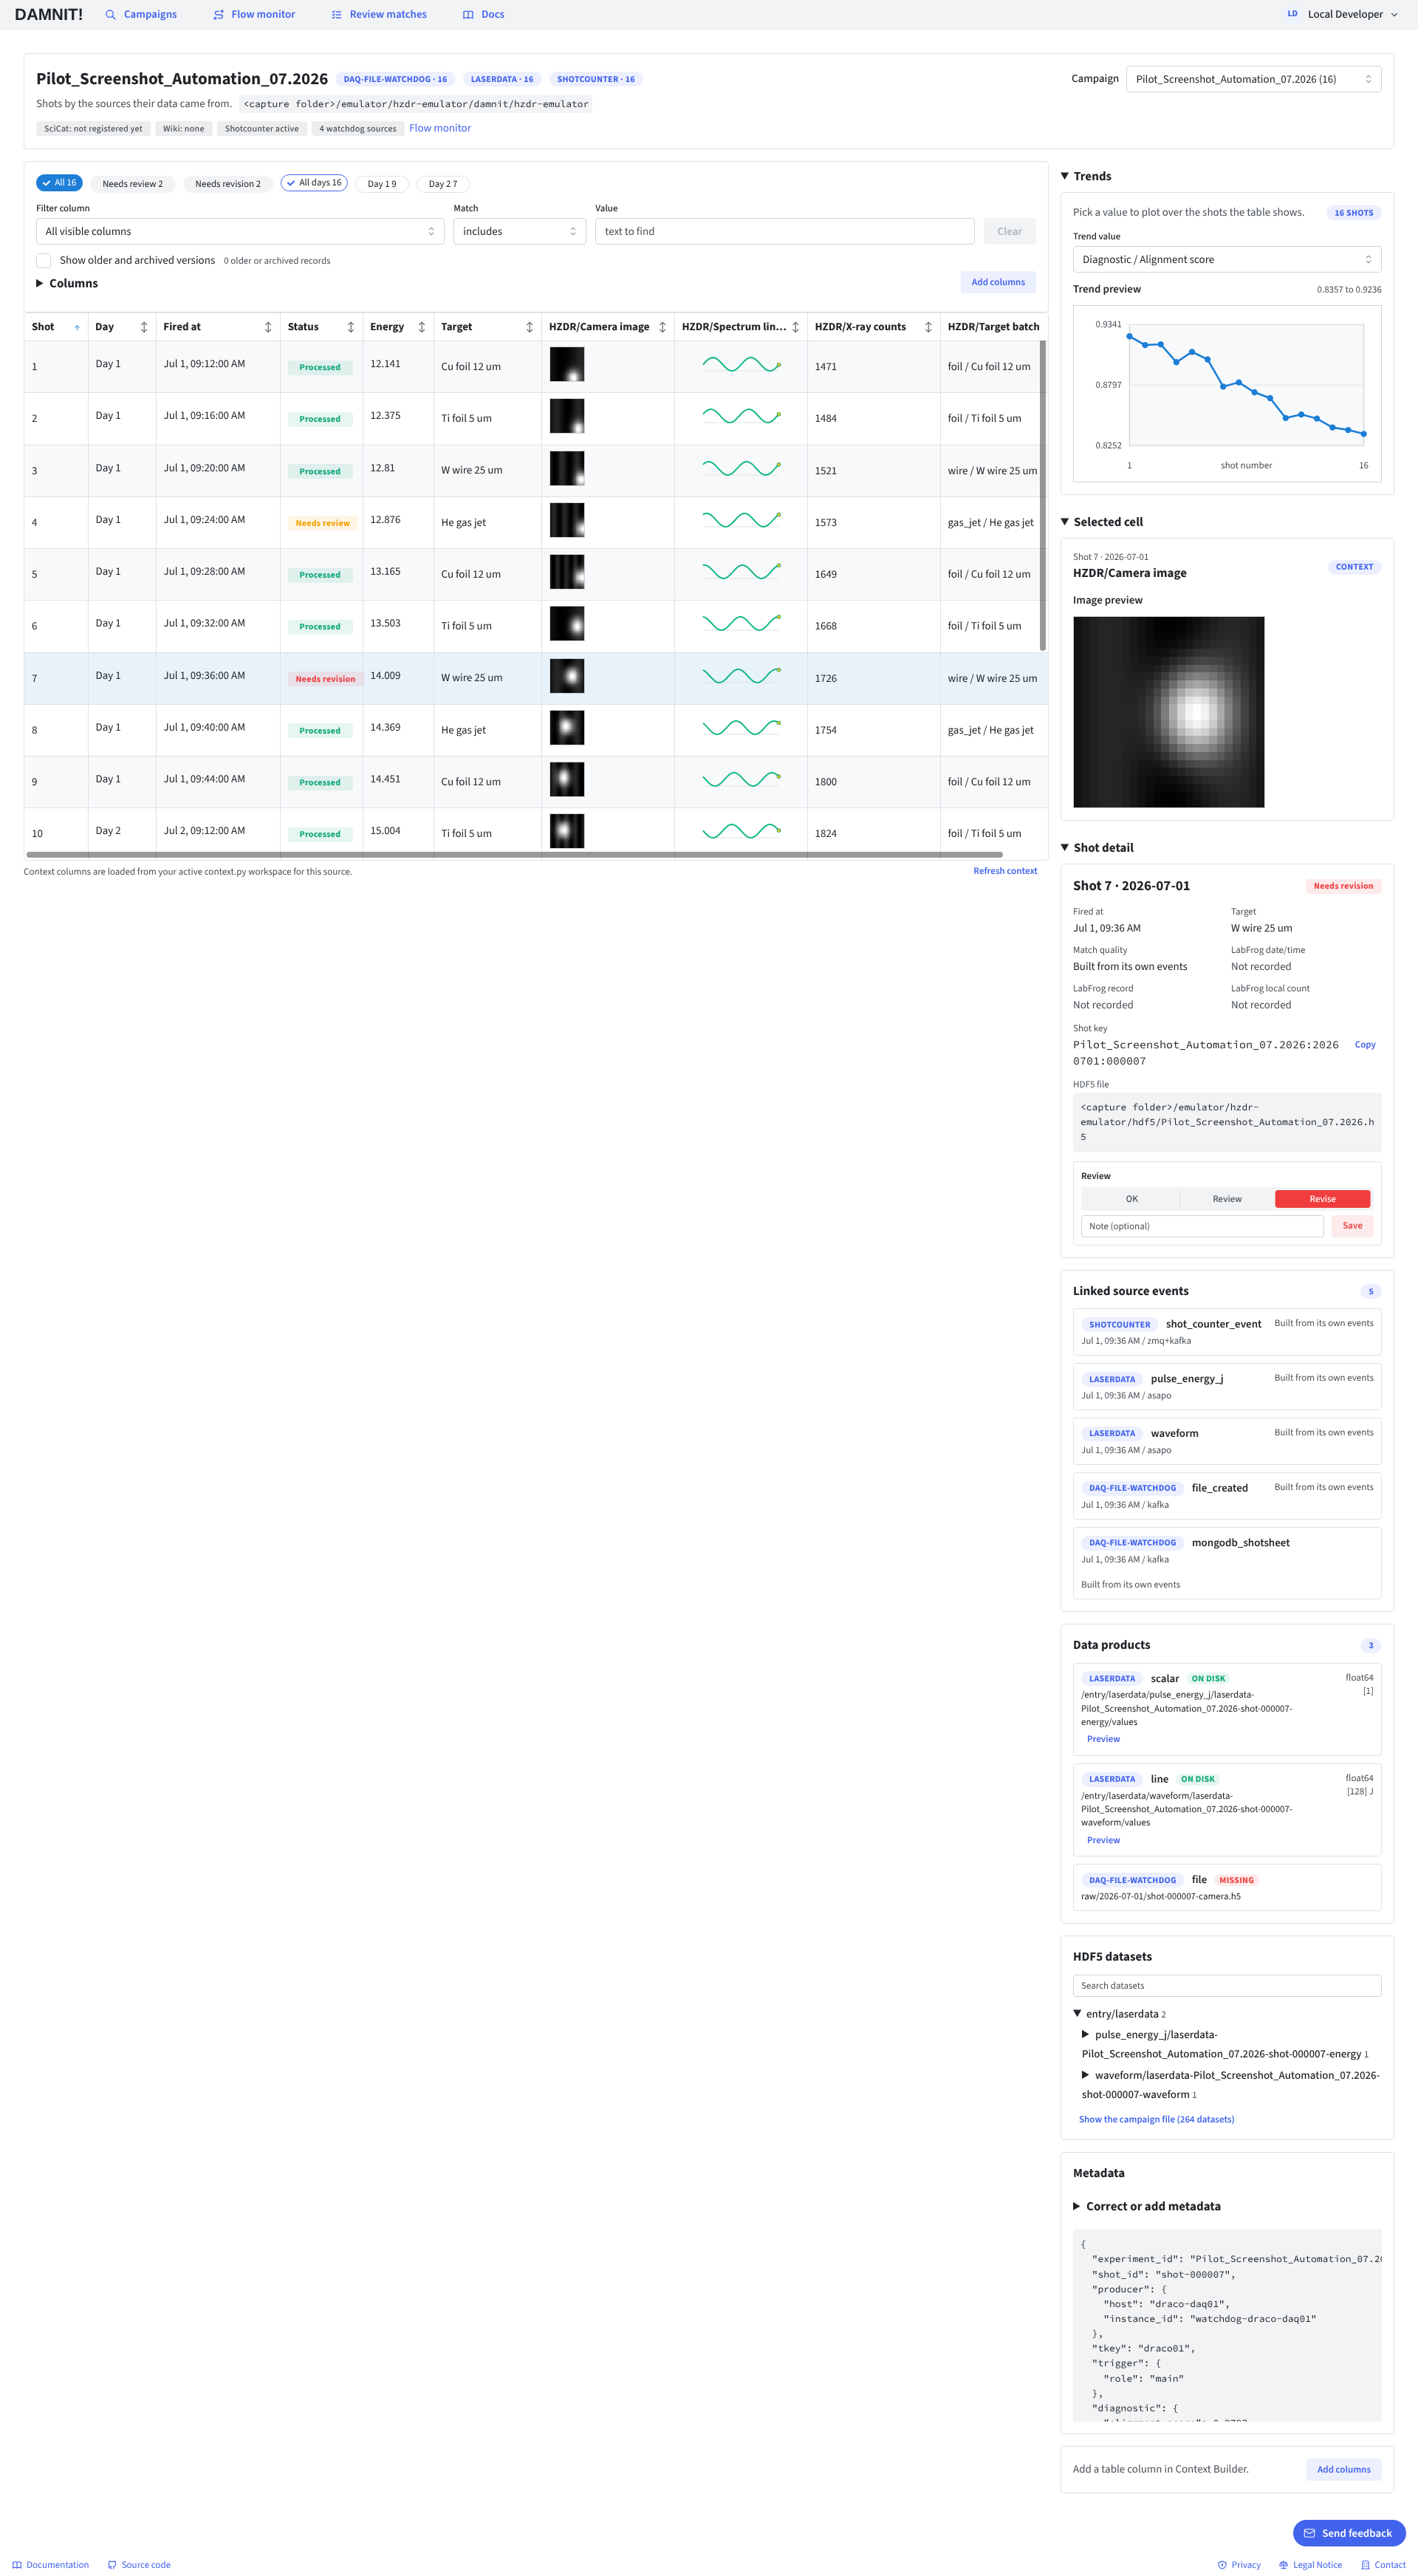 DAMNIT!
Campaigns
Flow monitor
Review matches
Docs
LD
Local Developer
Pilot_Screenshot_Automation_07.2026
DAQ-FILE-WATCHDOG · 16
LASERDATA · 16
SHOTCOUNTER · 16
Campaign
Pilot_Screenshot_Automation_07.2026 (16)
Shots by the sources their data came from.
<capture folder>/emulator/hzdr-emulator/damnit/hzdr-emulator
SciCat: not registered yet
Wiki: none
Shotcounter active
4 watchdog sources
Flow monitor
All 16
Needs review 2
Needs revision 2
All days 16
Day 1 9
Day 2 7
Filter column
Match
Value
All visible columns
includes
text to find
Clear
Show older and archived versions
0 older or archived records
Columns
Add columns
Shot Day Fired at Status Energy Target HZDR/Camera image HZDR/Spectrum lin... HZDR/X-ray counts HZDR/Target batch
1 Day 1 Jul 1, 09:12:00 AM Processed 12.141 Cu foil 12 um 1471 foil / Cu foil 12 um
2 Day 1 Jul 1, 09:16:00 AM Processed 12.375 Ti foil 5 um 1484 foil / Ti foil 5 um
3 Day 1 Jul 1, 09:20:00 AM Processed 12.81 W wire 25 um 1521 wire / W wire 25 um
4 Day 1 Jul 1, 09:24:00 AM Needs review 12.876 He gas jet 1573 gas_jet / He gas jet
5 Day 1 Jul 1, 09:28:00 AM Processed 13.165 Cu foil 12 um 1649 foil / Cu foil 12 um
6 Day 1 Jul 1, 09:32:00 AM Processed 13.503 Ti foil 5 um 1668 foil / Ti foil 5 um
7 Day 1 Jul 1, 09:36:00 AM Needs revision 14.009 W wire 25 um 1726 wire / W wire 25 um
8 Day 1 Jul 1, 09:40:00 AM Processed 14.369 He gas jet 1754 gas_jet / He gas jet
9 Day 1 Jul 1, 09:44:00 AM Processed 14.451 Cu foil 12 um 1800 foil / Cu foil 12 um
10 Day 2 Jul 2, 09:12:00 AM Processed 15.004 Ti foil 5 um 1824 foil / Ti foil 5 um
Context columns are loaded from your active context.py workspace for this source.
Refresh context
Trends
Pick a value to plot over the shots the table shows.
16 SHOTS
Trend value
Diagnostic / Alignment score
Trend preview
0.8357 to 0.9236
0.9341
0.8797
0.8252
1
shot number
16
Selected cell
Shot 7 · 2026-07-01
HZDR/Camera image
CONTEXT
Image preview
Shot detail
Shot 7 · 2026-07-01
Needs revision
Fired at
Target
Jul 1, 09:36 AM
W wire 25 um
Match quality
LabFrog date/time
Built from its own events
Not recorded
LabFrog record
LabFrog local count
Not recorded
Not recorded
Shot key
Pilot_Screenshot_Automation_07.2026:2026
0701:000007
Copy
HDF5 file
<capture folder>/emulator/hzdr-
emulator/hdf5/Pilot_Screenshot_Automation_07.2026.h
5
Review
OK
Review
Revise
Note (optional)
Save
Linked source events
5
SHOTCOUNTER shot_counter_event Built from its own events
Jul 1, 09:36 AM / zmq+kafka
LASERDATA pulse_energy_j Built from its own events
Jul 1, 09:36 AM / asapo
LASERDATA waveform Built from its own events
Jul 1, 09:36 AM / asapo
DAQ-FILE-WATCHDOG file_created Built from its own events
Jul 1, 09:36 AM / kafka
DAQ-FILE-WATCHDOG mongodb_shotsheet
Jul 1, 09:36 AM / kafka
Built from its own events
Data products
3
LASERDATA scalar ON DISK float64
[1]
/entry/laserdata/pulse_energy_j/laserdata-
Pilot_Screenshot_Automation_07.2026-shot-000007-
energy/values
Preview
LASERDATA line ON DISK float64
[128] J
/entry/laserdata/waveform/laserdata-
Pilot_Screenshot_Automation_07.2026-shot-000007-
waveform/values
Preview
DAQ-FILE-WATCHDOG file MISSING
raw/2026-07-01/shot-000007-camera.h5
HDF5 datasets
Search datasets
entry/laserdata 2
pulse_energy_j/laserdata-
Pilot_Screenshot_Automation_07.2026-shot-000007-energy 1
waveform/laserdata-Pilot_Screenshot_Automation_07.2026-
shot-000007-waveform 1
Show the campaign file (264 datasets)
Metadata
Correct or add metadata
{
"experiment_id": "Pilot_Screenshot_Automation_07.20
"shot_id": "shot-000007",
"producer": {
"host": "draco-daq01",
"instance_id": "watchdog-draco-daq01"
},
"tkey": "draco01",
"trigger": {
"role": "main"
},
"diagnostic": {
Add a table column in Context Builder.
Add columns
Send feedback
Documentation
Source code
Privacy
Legal Notice
Contact